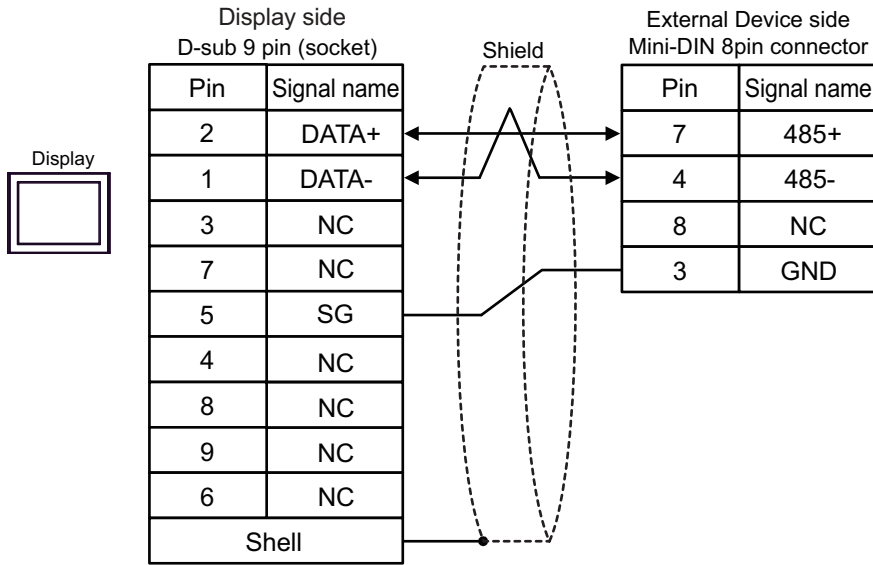 Display side
D-sub 9 pin (socket)
Shield
External Device side
Mini-DIN 8pin connector
Display
Pin Signal name
2 DATA+
1 DATA-
3 NC
7 NC
5 SG
4 NC
8 NC
9 NC
6 NC
Shell
Pin Signal name
7 485+
4 485-
8 NC
3 GND